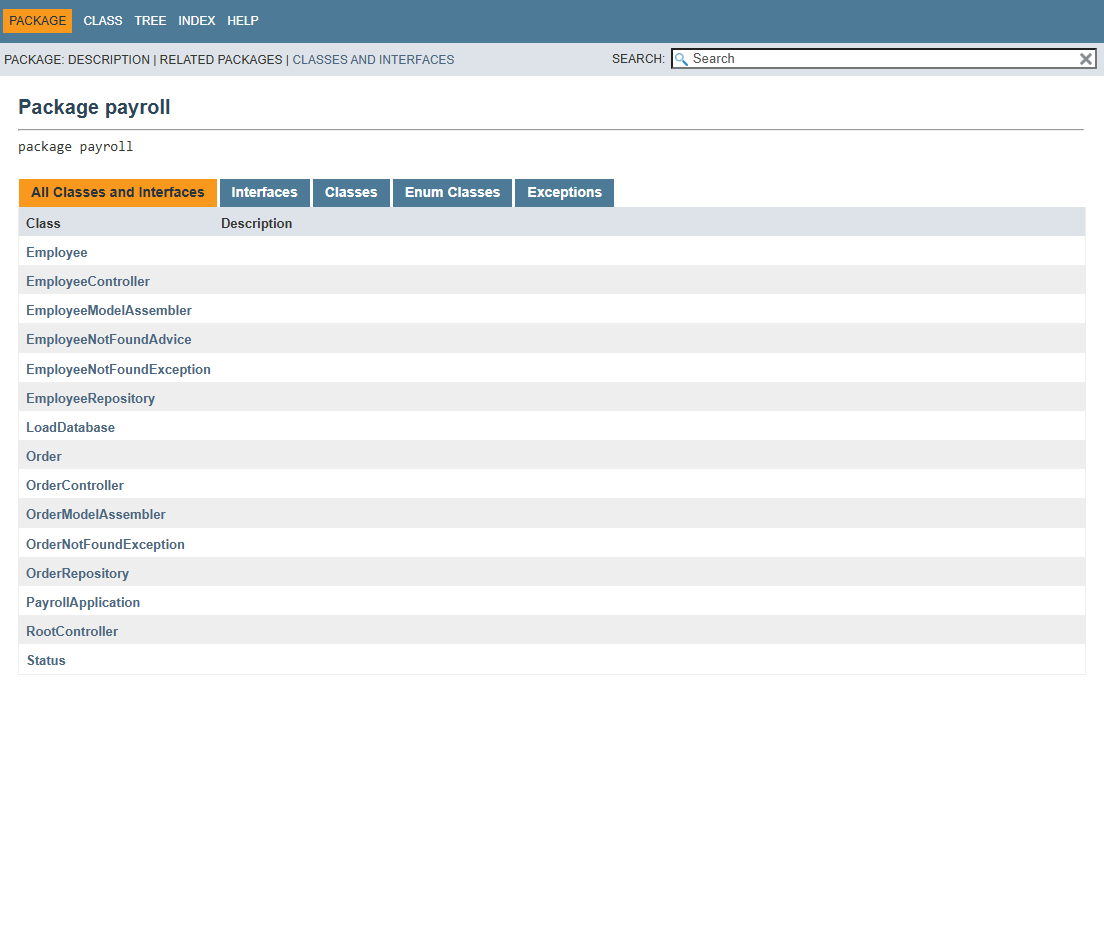 PACKAGE CLASS TREE INDEX HELP
PACKAGE: DESCRIPTION | RELATED PACKAGES | CLASSES AND INTERFACES SEARCH: Search
Package payroll
package payroll
All Classes and Interfaces Interfaces Classes Enum Classes Exceptions
Class Description
Employee
EmployeeController
EmployeeModelAssembler
EmployeeNotFoundAdvice
EmployeeNotFoundException
EmployeeRepository
LoadDatabase
Order
OrderController
OrderModelAssembler
OrderNotFoundException
OrderRepository
PayrollApplication
RootController
Status